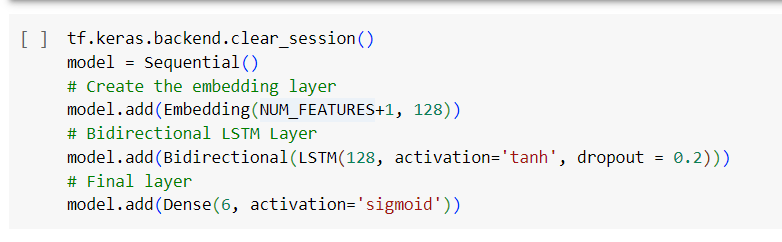 [ ] tf.keras.backend.clear_session()
model = Sequential()
# Create the embedding layer
model.add(Embedding(NUM_FEATURES+1, 128))
# Bidirectional LSTM Layer
model.add(Bidirectional(LSTM(128, activation='tanh', dropout = 0.2)))
# Final layer
model.add(Dense(6, activation='sigmoid'))